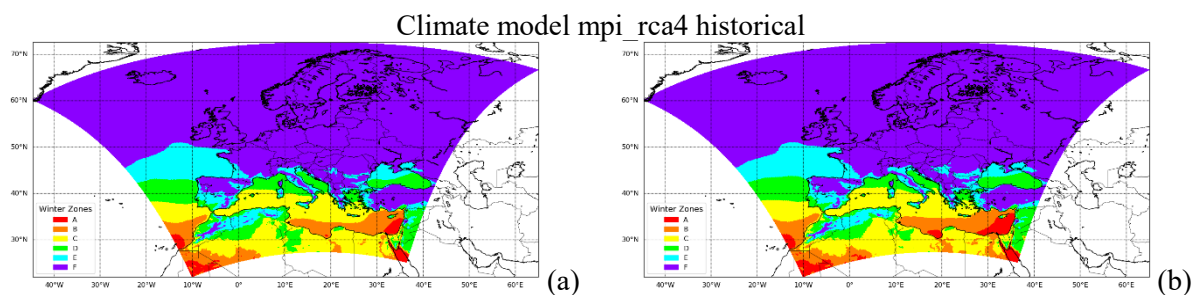 Climate model mpi_rca4 historical
70°N
60°N
50°N
40°N
30°N
Winter Zones
A
B
C
D
E
F
40°W 30°W 20°W 10°W 0° 10°E 20°E 30°E 40°E 50°E 60°E
(a)
70°N
60°N
50°N
40°N
30°N
Winter Zones
A
B
C
D
E
F
40°W 30°W 20°W 10°W 0° 10°E 20°E 30°E 40°E 50°E 60°E
(b)